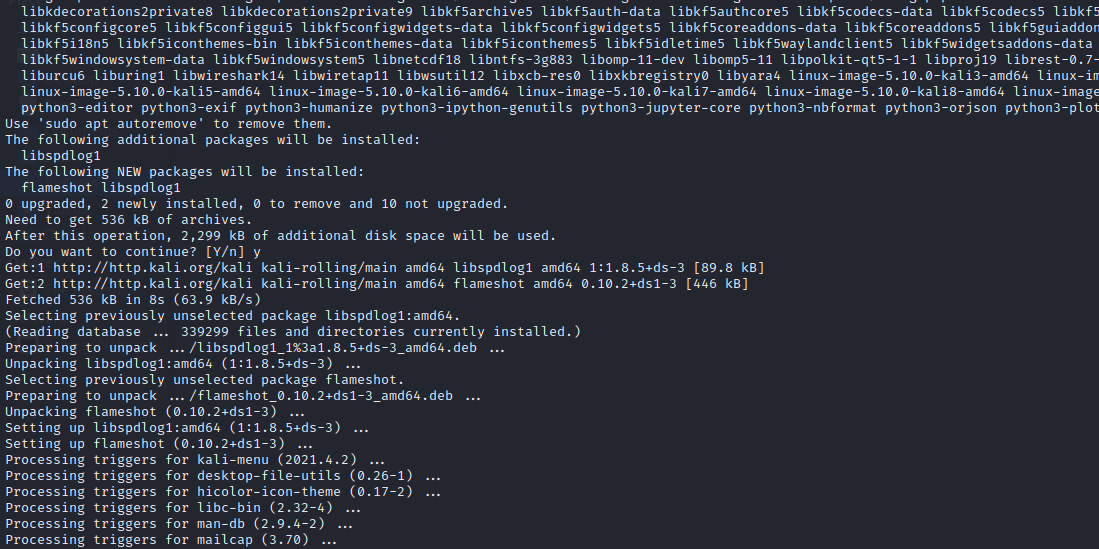 libkdecorations2private8 libkdecorations2private9 libkf5archive5 libkf5auth-data libkf5authcore5 libkf5codecs-data libkf5codecs5 libkf5
libkf5configcore5 libkf5configgui5 libkf5configwidgets-data libkf5configwidgets5 libkf5coreaddons-data libkf5coreaddons5 libkf5guiaddon
libkf5i18n5 libkf5iconthemes-bin libkf5iconthemes-data libkf5iconthemes5 libkf5idletime5 libkf5waylandclient5 libkf5widgetsaddons-data
libkf5windowsystem-data libkf5windowsystem5 libnetcdf18 libntfs-3g883 libomp-11-dev libomp5-11 libpolkit-qt5-1-1 libproj19 librest-0.7-
liburcu6 liburing1 libwireshark14 libwiretap11 libwsutil12 libxcb-res0 libxkbregistry0 libyara4 linux-image-5.10.0-kali3-amd64 linux-im
linux-image-5.10.0-kali5-amd64 linux-image-5.10.0-kali6-amd64 linux-image-5.10.0-kali7-amd64 linux-image-5.10.0-kali8-amd64 linux-image
python3-editor python3-exif python3-humanize python3-ipython-genutils python3-jupyter-core python3-nbformat python3-orjson python3-plot
Use 'sudo apt autoremove' to remove them.
The following additional packages will be installed:
libspdlog1
The following NEW packages will be installed:
flameshot libspdlog1
0 upgraded, 2 newly installed, 0 to remove and 10 not upgraded.
Need to get 536 kB of archives.
After this operation, 2,299 kB of additional disk space will be used.
Do you want to continue? [Y/n] y
Get:1 http://http.kali.org/kali kali-rolling/main amd64 libspdlog1 amd64 1:1.8.5+ds-3 [89.8 kB]
Get:2 http://http.kali.org/kali kali-rolling/main amd64 flameshot amd64 0.10.2+ds1-3 [446 kB]
Fetched 536 kB in 8s (63.9 kB/s)
Selecting previously unselected package libspdlog1:amd64.
(Reading database ... 339299 files and directories currently installed.)
Preparing to unpack .../libspdlog1_1%3a1.8.5+ds-3_amd64.deb ...
Unpacking libspdlog1:amd64 (1:1.8.5+ds-3) ...
Selecting previously unselected package flameshot.
Preparing to unpack .../flameshot_0.10.2+ds1-3_amd64.deb ...
Unpacking flameshot (0.10.2+ds1-3) ...
Setting up libspdlog1:amd64 (1:1.8.5+ds-3) ...
Setting up flameshot (0.10.2+ds1-3) ...
Processing triggers for kali-menu (2021.4.2) ...
Processing triggers for desktop-file-utils (0.26-1) ...
Processing triggers for hicolor-icon-theme (0.17-2) ...
Processing triggers for libc-bin (2.32-4) ...
Processing triggers for man-db (2.9.4-2) ...
Processing triggers for mailcap (3.70) ...